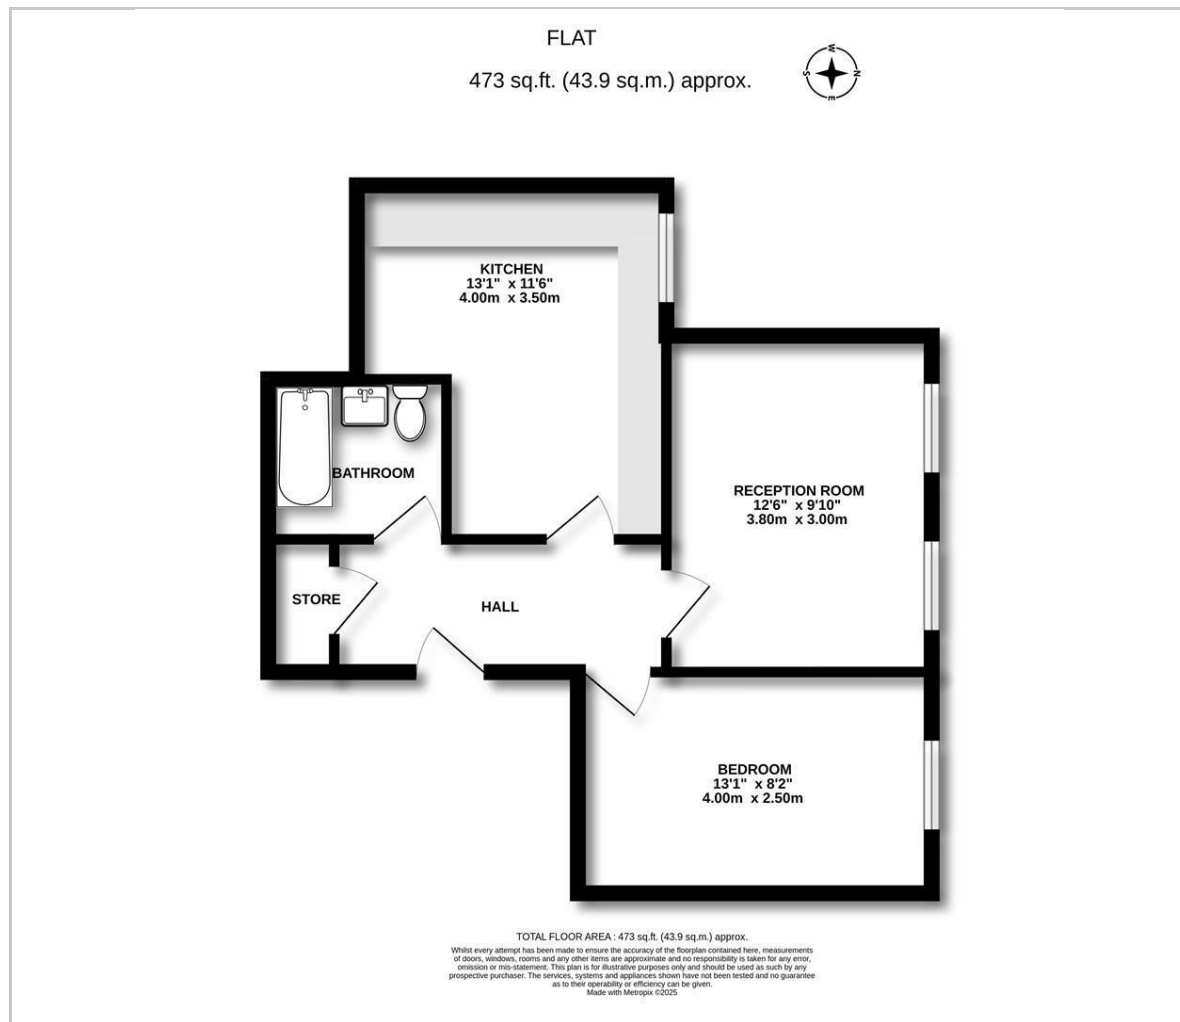 FLAT
473 sq.ft. (43.9 sq.m.) approx.
W
S
N
E
KITCHEN
13'1" x 11'6"
4.00m x 3.50m
BATHROOM
RECEPTION ROOM
12'6" x 9'10"
3.80m x 3.00m
STORE
HALL
BEDROOM
13'1" x 8'2"
4.00m x 2.50m
TOTAL FLOOR AREA : 473 sq.ft. (43.9 sq.m.) approx.
Whilst every attempt has been made to ensure the accuracy of the floorplan contained here, measurements
of doors, windows, rooms and any other items are approximate and no responsibility is taken for any error,
omission or mis-statement. This plan is for illustrative purposes only and should be used as such by any
prospective purchaser. The services, systems and appliances shown have not been tested and no guarantee
as to their operability or efficiency can be given.
Made with Metropix ©2025